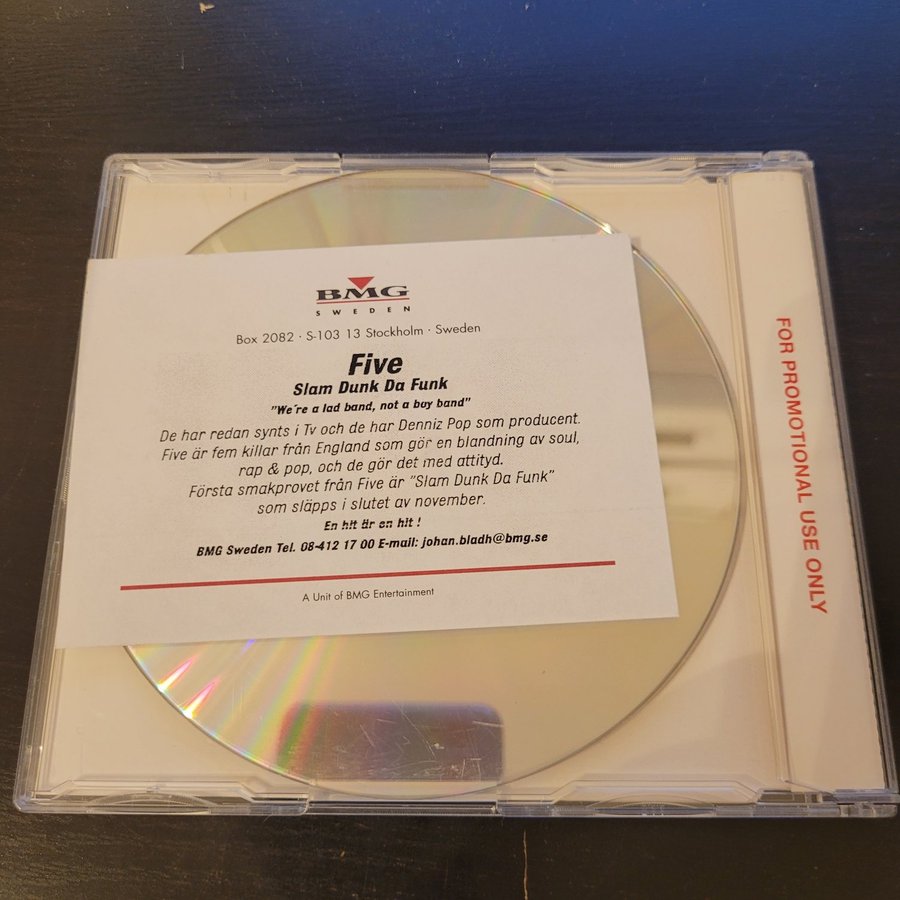 BMG
SWEDEN
Box 2082 · S-103 13 Stockholm · Sweden
Five
Slam Dunk Da Funk
"We're a lad band, not a boy band"
De har redan synts i Tv och de har Denniz Pop som producent.
Five är fem killar från England som gör en blandning av soul,
rap & pop, och de gör det med attityd.
Första smakprovet från Five är "Slam Dunk Da Funk"
som släpps i slutet av november.
En hit är en hit !
BMG Sweden Tel. 08-412 17 00 E-mail: johan.bladh@bmg.se
A Unit of BMG Entertainment
FOR PROMOTIONAL USE ONLY